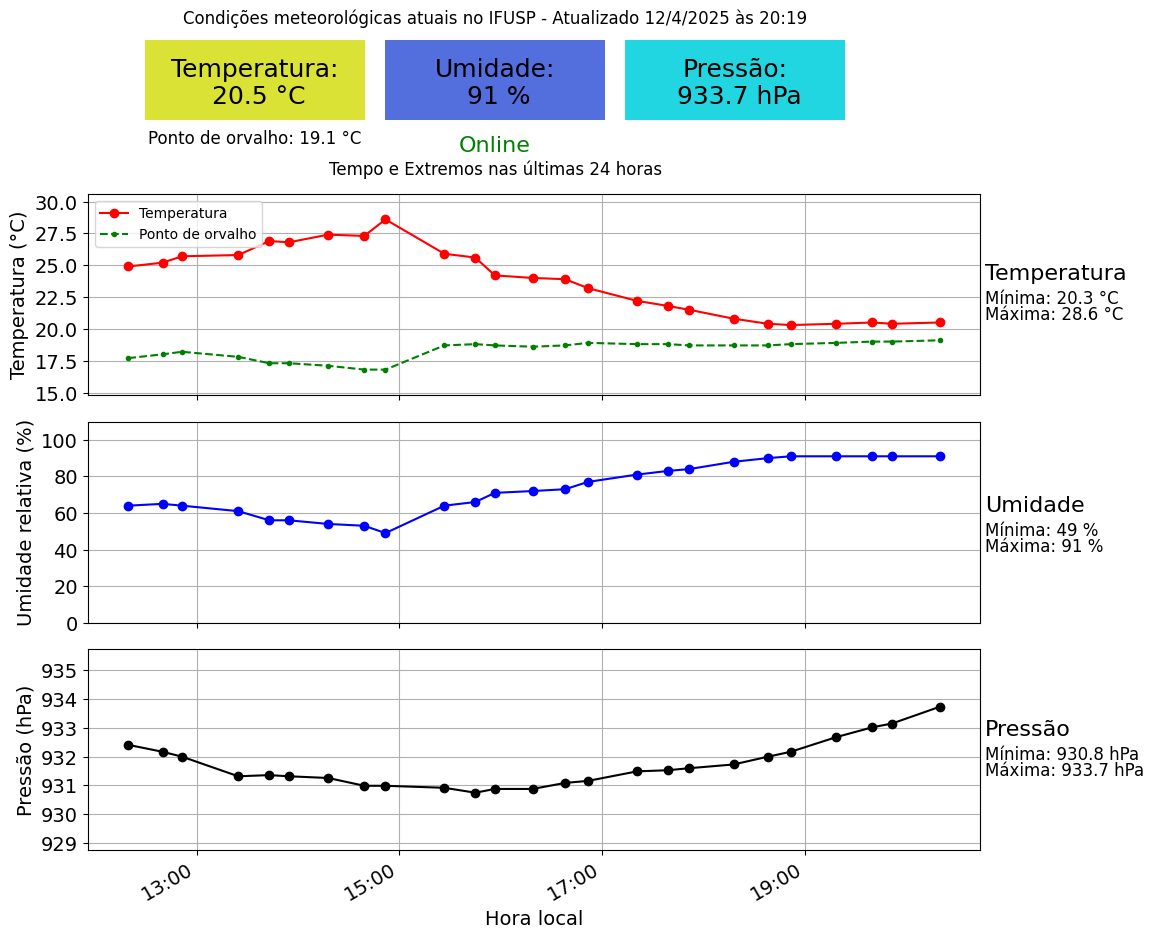 Condições meteorológicas atuais no IFUSP - Atualizado 12/4/2025 às 20:19
Temperatura:
20.5 °C
Umidade:
91 %
Pressão:
933.7 hPa
Ponto de orvalho: 19.1 °C
Online
Tempo e Extremos nas últimas 24 horas
Temperatura (°C)
30.0
27.5
25.0
22.5
20.0
17.5
15.0
Temperatura
Ponto de orvalho
Temperatura
Mínima: 20.3 °C
Máxima: 28.6 °C
Umidade relativa (%)
100
80
60
40
20
0
Umidade
Mínima: 49 %
Máxima: 91 %
Pressão (hPa)
935
934
933
932
931
930
929
Pressão
Mínima: 930.8 hPa
Máxima: 933.7 hPa
13:00
15:00
17:00
19:00
Hora local